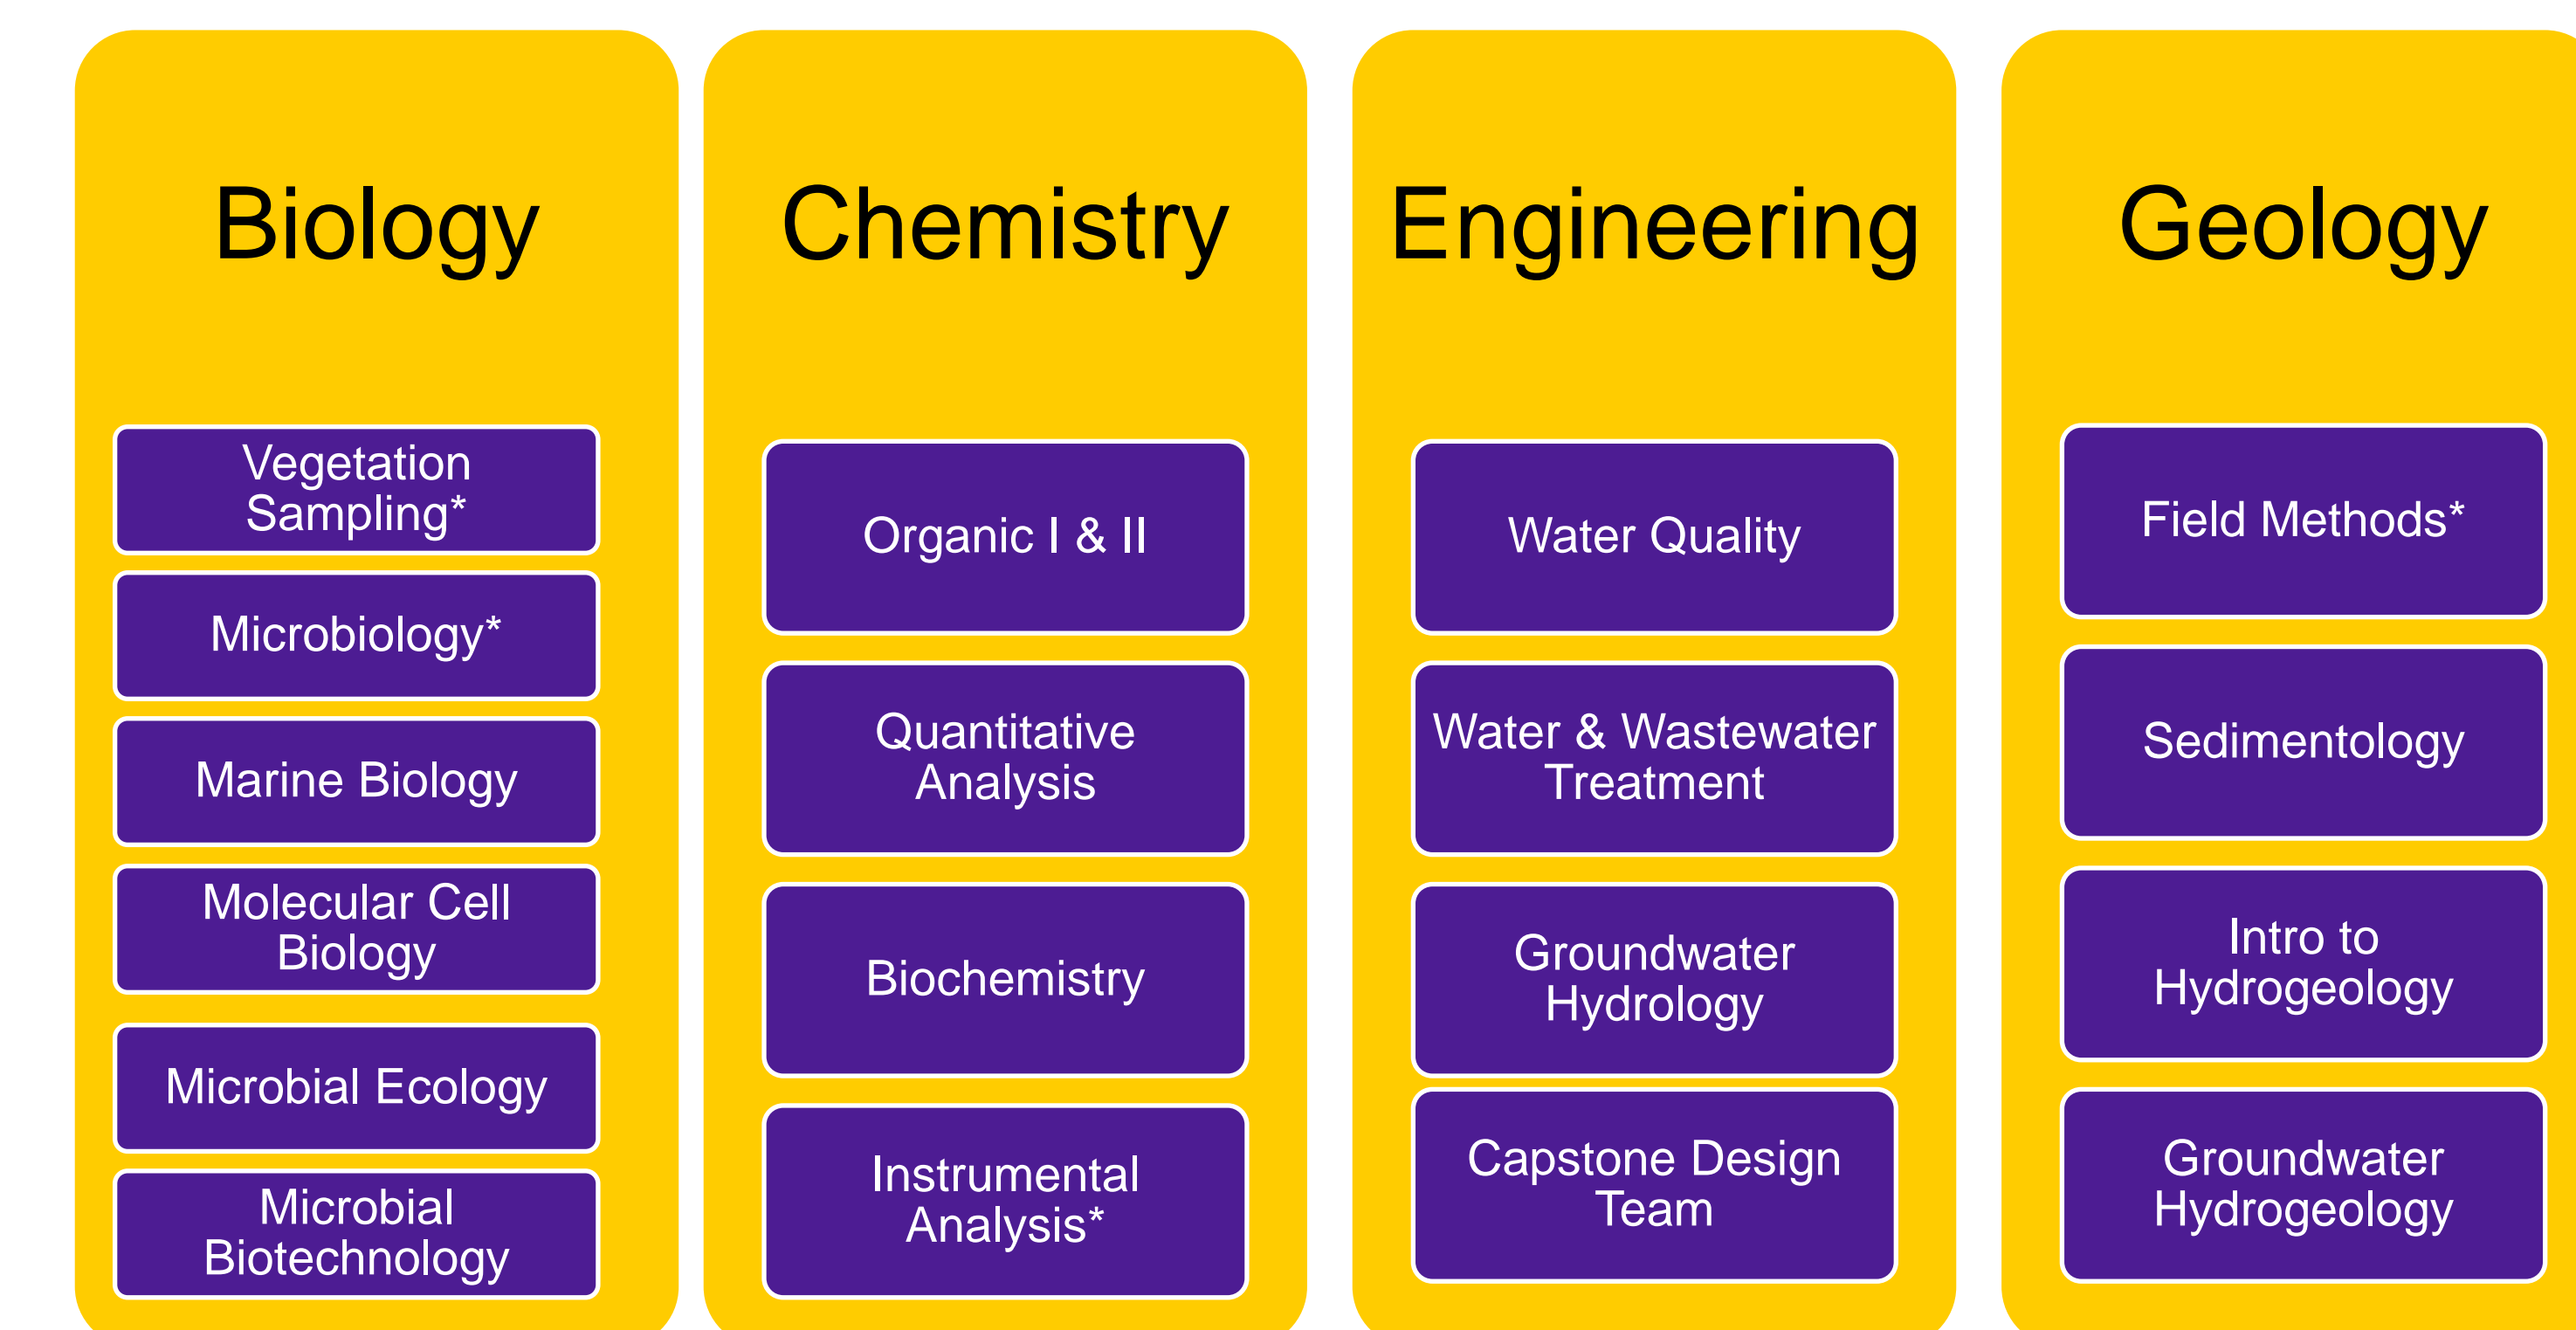 Biology
Vegetation
Sampling*
Microbiology*
Marine Biology
Molecular Cell
Biology
Microbial Ecology
Microbial
Biotechnology
Chemistry
Organic I & II
Quantitative
Analysis
Biochemistry
Instrumental
Analysis*
Engineering
Water Quality
Water & Wastewater
Treatment
Groundwater
Hydrology
Capstone Design
Team
Geology
Field Methods*
Sedimentology
Intro to
Hydrogeology
Groundwater
Hydrogeology